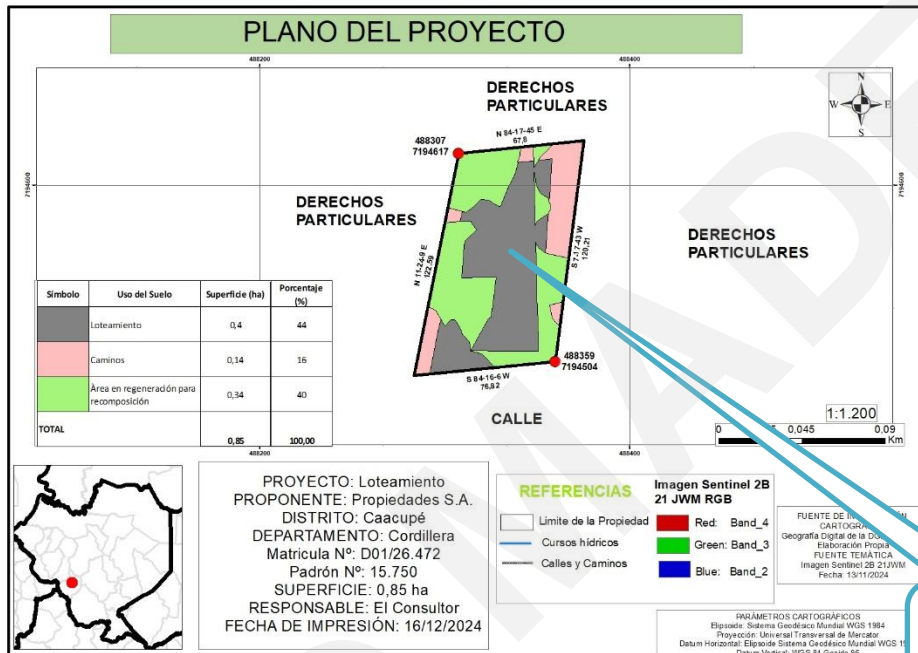 PLANO DEL PROYECTO
488200
488400
DERECHOS
PARTICULARES
N
W E
S
N 84-17-45 E
67,8
488307
7194617
7194600
7194600
DERECHOS
PARTICULARES
DERECHOS
PARTICULARES
N 11-24-9 E
122,59
S 7-17-43 W
120,21
Símbolo Uso del Suelo Superficie (ha) Porcentaje (%)
Loteamiento 0,4 44
Caminos 0,14 16
Área en regeneración para recomposición 0,34 40
TOTAL 0,85 100,00
488359
7194504
S 84-16-6 W
76,82
CALLE
1:1.200
0 0,045 0,09
Km
488200
488400
PROYECTO: Loteamiento
PROPONENTE: Propiedades S.A.
DISTRITO: Caacupé
DEPARTAMENTO: Cordillera
Matricula Nº: D01/26.472
Padrón Nº: 15.750
SUPERFICIE: 0,85 ha
RESPONSABLE: El Consultor
FECHA DE IMPRESIÓN: 16/12/2024
REFERENCIAS
Limite de la Propiedad
Cursos hídricos
Calles y Caminos
Imagen Sentinel 2B
21 JWM RGB
Red: Band_4
Green: Band_3
Blue: Band_2
FUENTE DE
Geografía Digital de la
Elaboración Propia
FUENTE TEMÁTICA
Imagen Sentinel 2B 21JWM
Fecha: 13/11/2024
PARÁMETROS CARTOGRÁFICOS
Elipsoide: Sistema Geodésico Mundial WGS 1984
Proyección: Universal Transversal de Mercator
Datum Horizontal: Elipsoide Sistema Geodésico Mundial WGS